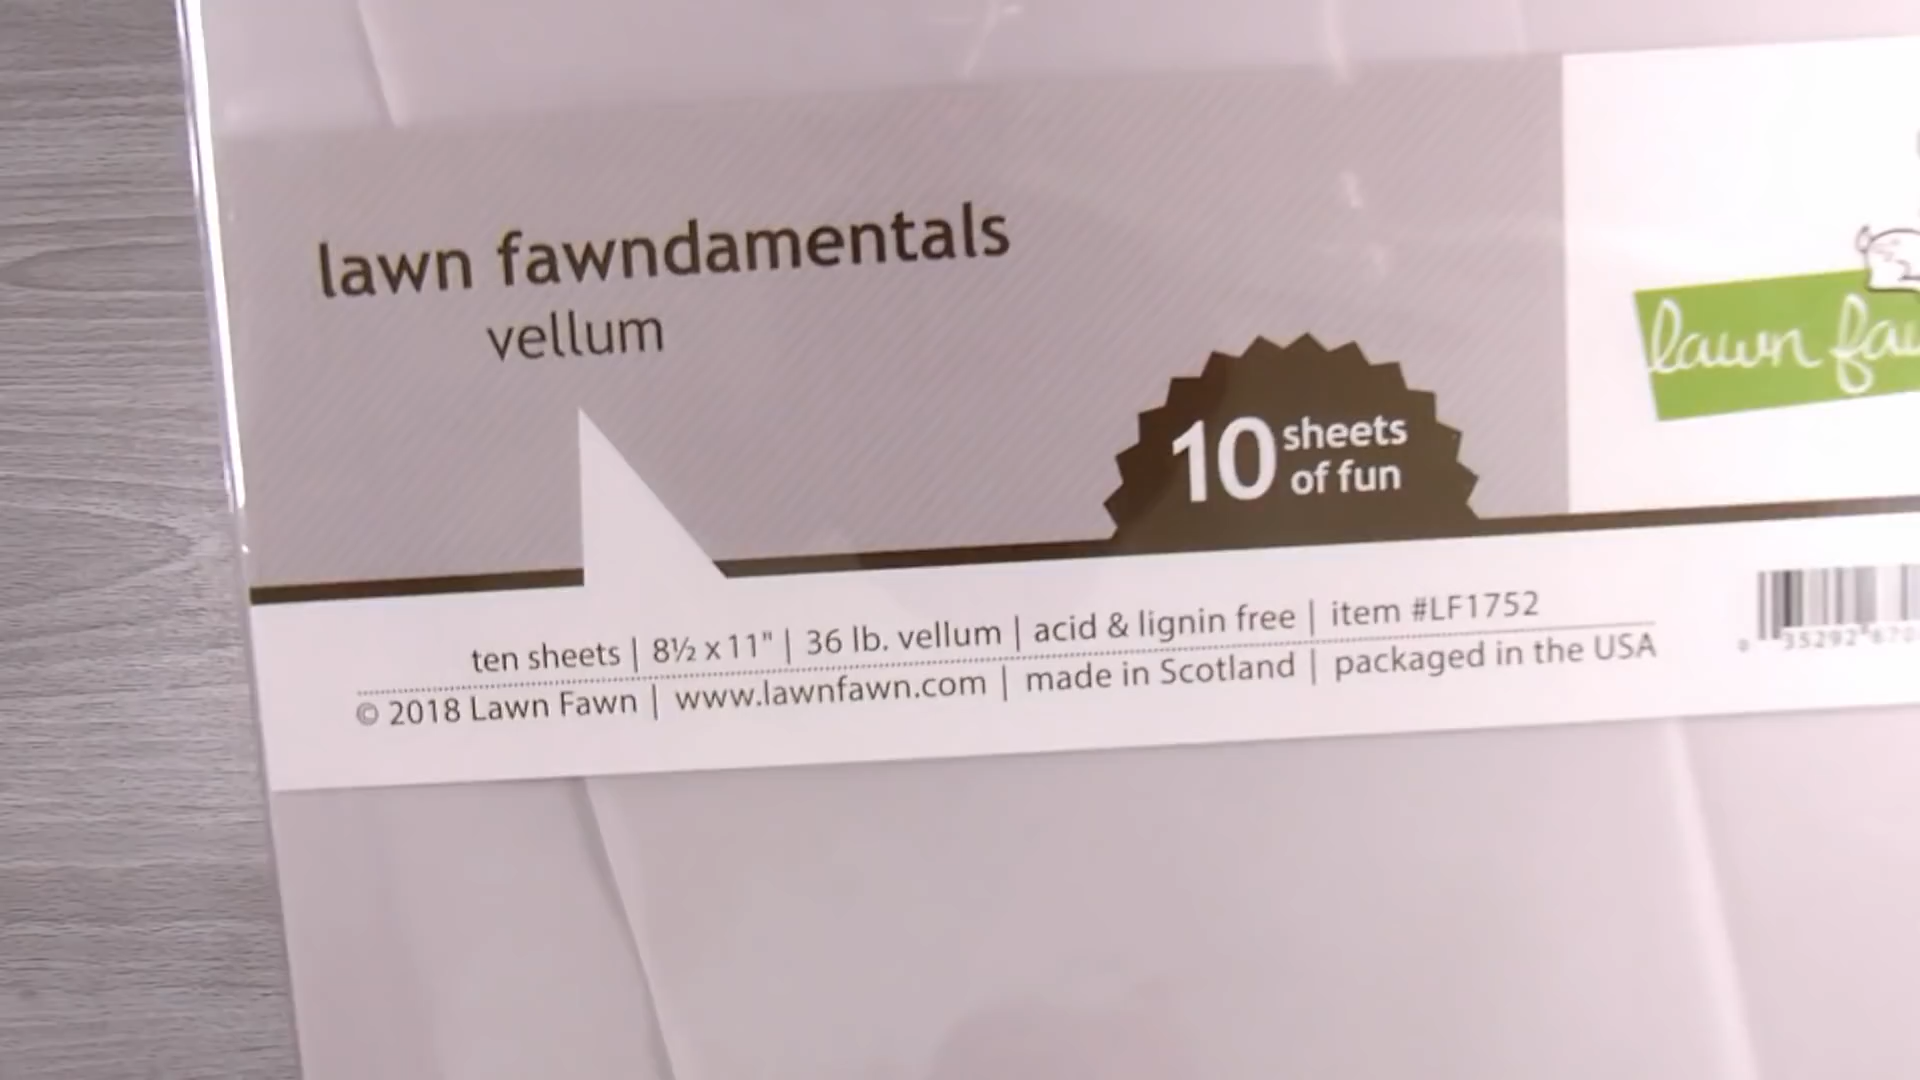 lawn fawndamentals
vellum
10 sheets
of fun
lawn
ten sheets | 8½ x 11" | 36 lb. vellum | acid & lignin free | item #LF1752
© 2018 Lawn Fawn | www.lawnfawn.com | made in Scotland | packaged in the USA